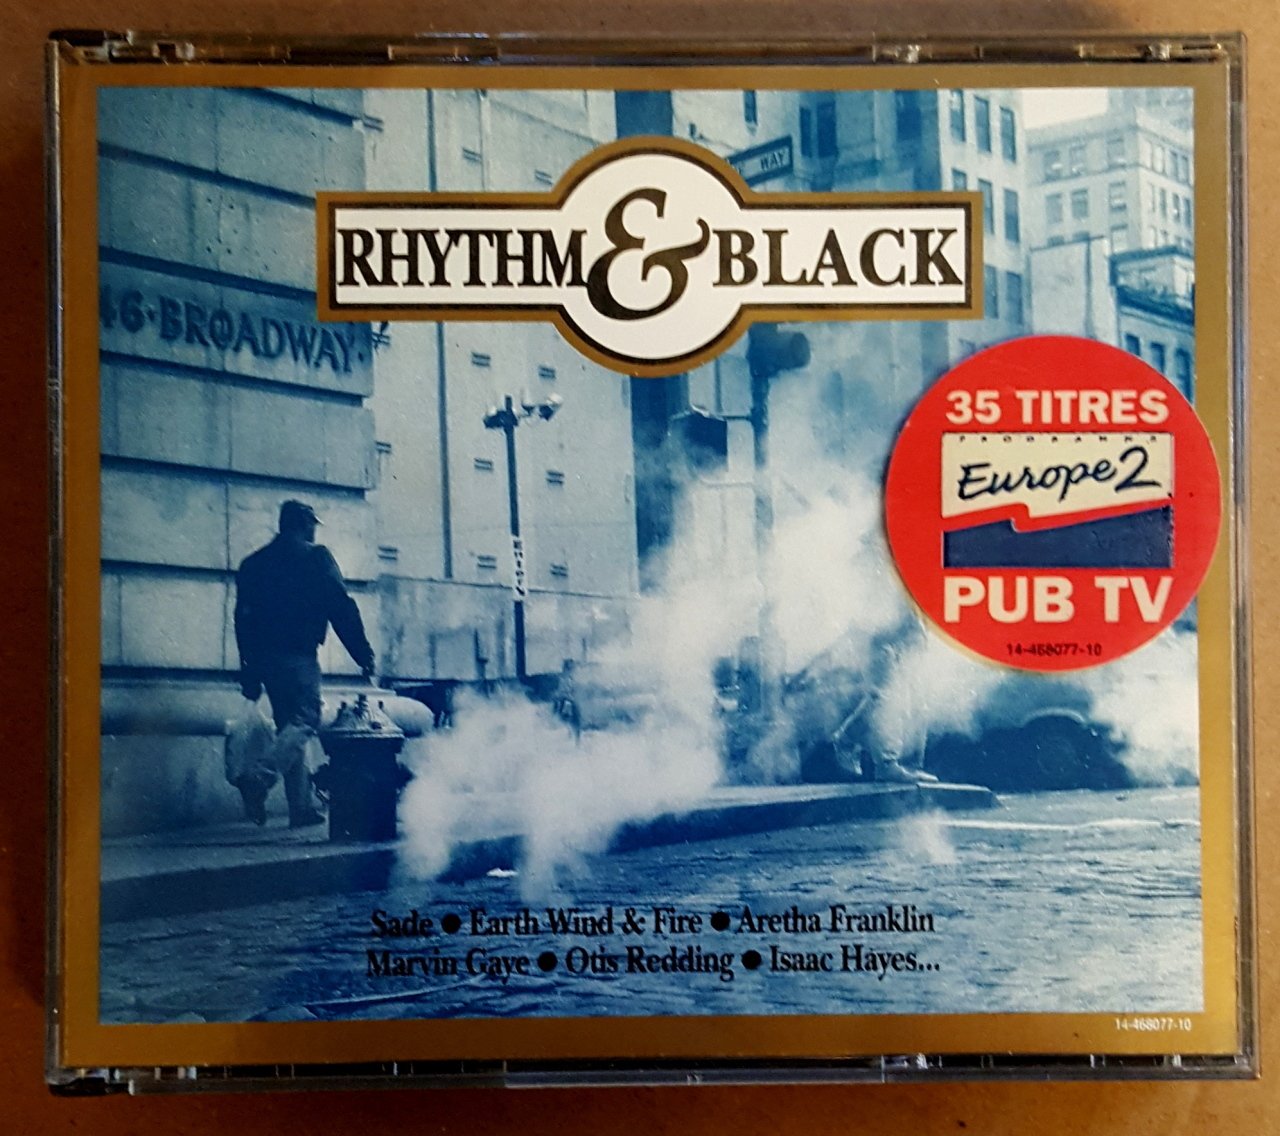 WAY
RHYTHM & BLACK
46·BROADWAY·
35 TITRES
PROGRAMME
Europe 2
PUB TV
14-468077-10
Sade ● Earth Wind & Fire ● Aretha Franklin
Marvin Gaye ● Otis Redding ● Isaac Hayes...
14-468077-10